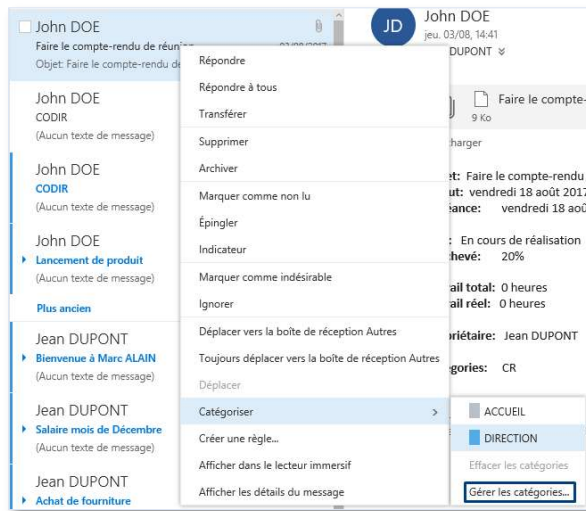 John DOE
Faire le compte-rendu de
03/08/2017
Objet: Faire le compte-rendu de
John DOE
CODIR
(Aucun texte de message)
John DOE
CODIR
(Aucun texte de message)
John DOE
Lancement de produit
(Aucun texte de message)
Plus ancien
Jean DUPONT
Bienvenue à Marc ALAIN
(Aucun texte de message)
Jean DUPONT
Salaire mois de Décembre
(Aucun texte de message)
Jean DUPONT
Achat de fourniture
Répondre
Répondre à tous
Transférer
Supprimer
Archiver
Marquer comme non lu
Épingler
Indicateur
Marquer comme indésirable
Ignorer
Déplacer vers la boîte de réception Autres
Toujours déplacer vers la boîte de réception Autres
Déplacer
Catégoriser
Créer une règle...
Afficher dans le lecteur immersif
Afficher les détails du message
ACCUEIL
DIRECTION
Effacer les catégories
Gérer les catégories...
JD
John DOE
jeu. 03/08, 14:41
DUPONT
Faire le compte-
9 Ko
harger
et: Faire le compte-rendu
ut: vendredi 18 août 2017
éance: vendredi 18 aoû
: En cours de réalisation
hevé: 20%
ail total: 0 heures
ail réel: 0 heures
riétaire: Jean DUPONT
gories: CR